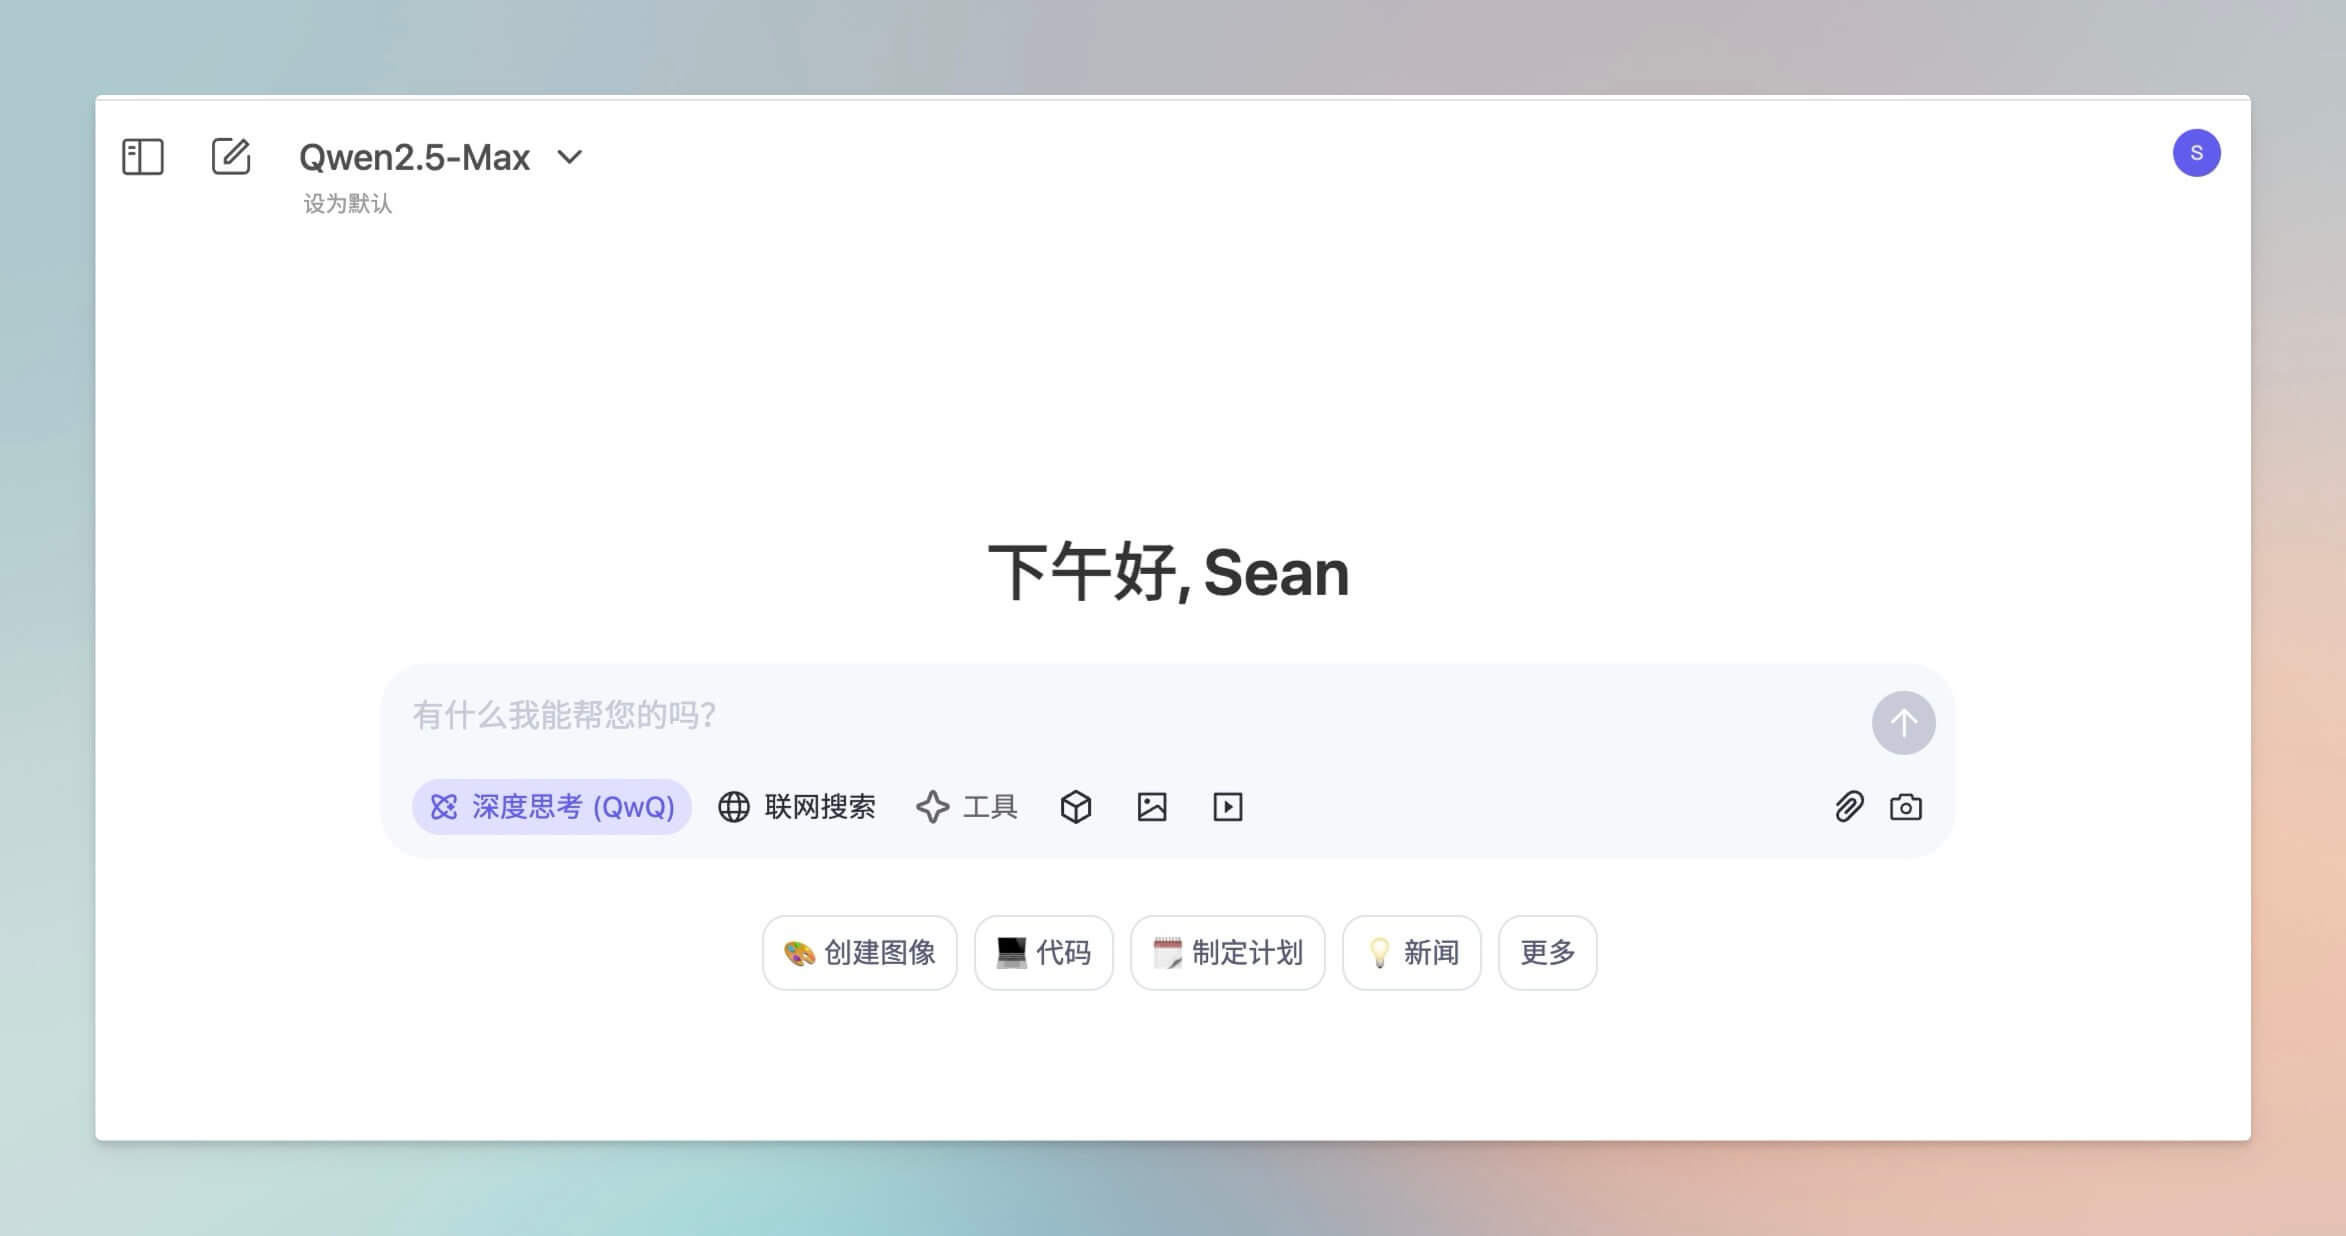 Qwen2.5-Max
设为默认
S
下午好, Sean
有什么我能帮您的吗？
深度思考 (QwQ) 联网搜索 工具
创建图像 代码 制定计划 新闻 更多